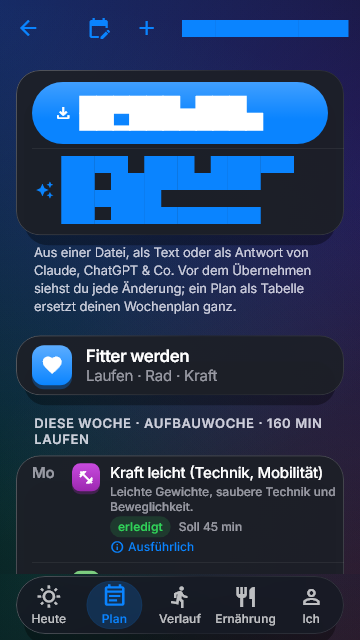 Aus einer Datei, als Text oder als Antwort von
Claude, ChatGPT & Co. Vor dem Übernehmen
siehst du jede Änderung; ein Plan als Tabelle
ersetzt deinen Wochenplan ganz.
Fitter werden
Laufen · Rad · Kraft
DIESE WOCHE · AUFBAUWOCHE · 160 MIN
LAUFEN
Mo
Kraft leicht (Technik, Mobilität)
Leichte Gewichte, saubere Technik und
Beweglichkeit.
erledigt Soll 45 min
Ausführlich
Heute Plan Verlauf Ernährung Ich